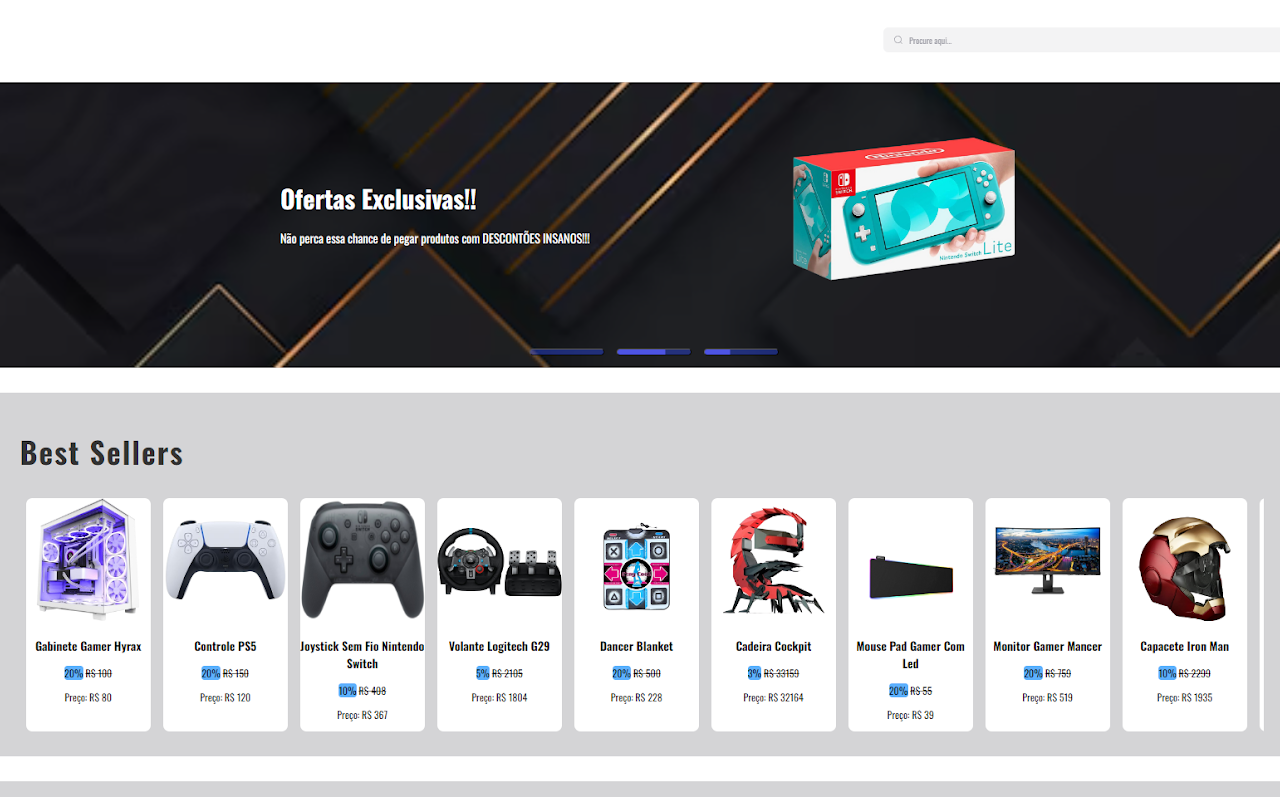 Procure aqui...
Ofertas Exclusivas!!
Não perca essa chance de pegar produtos com DESCONTÕES INSANOS!!!
Nintendo
NINTENDO
SWITCH
Nintendo Switch Lite
Best Sellers
Gabinete Gamer Hyrax
20% R$ 100
Preço: R$ 80
Controle PS5
20% R$ 150
Preço: R$ 120
Joystick Sem Fio Nintendo
Switch
10% R$ 408
Preço: R$ 367
Volante Logitech G29
5% R$ 2105
Preço: R$ 1804
Dancer Blanket
20% R$ 500
Preço: R$ 228
Cadeira Cockpit
3% R$ 33159
Preço: R$ 32164
Mouse Pad Gamer Com
Led
20% R$ 55
Preço: R$ 39
Monitor Gamer Mancer
20% R$ 759
Preço: R$ 519
Capacete Iron Man
10% R$ 2299
Preço: R$ 1935